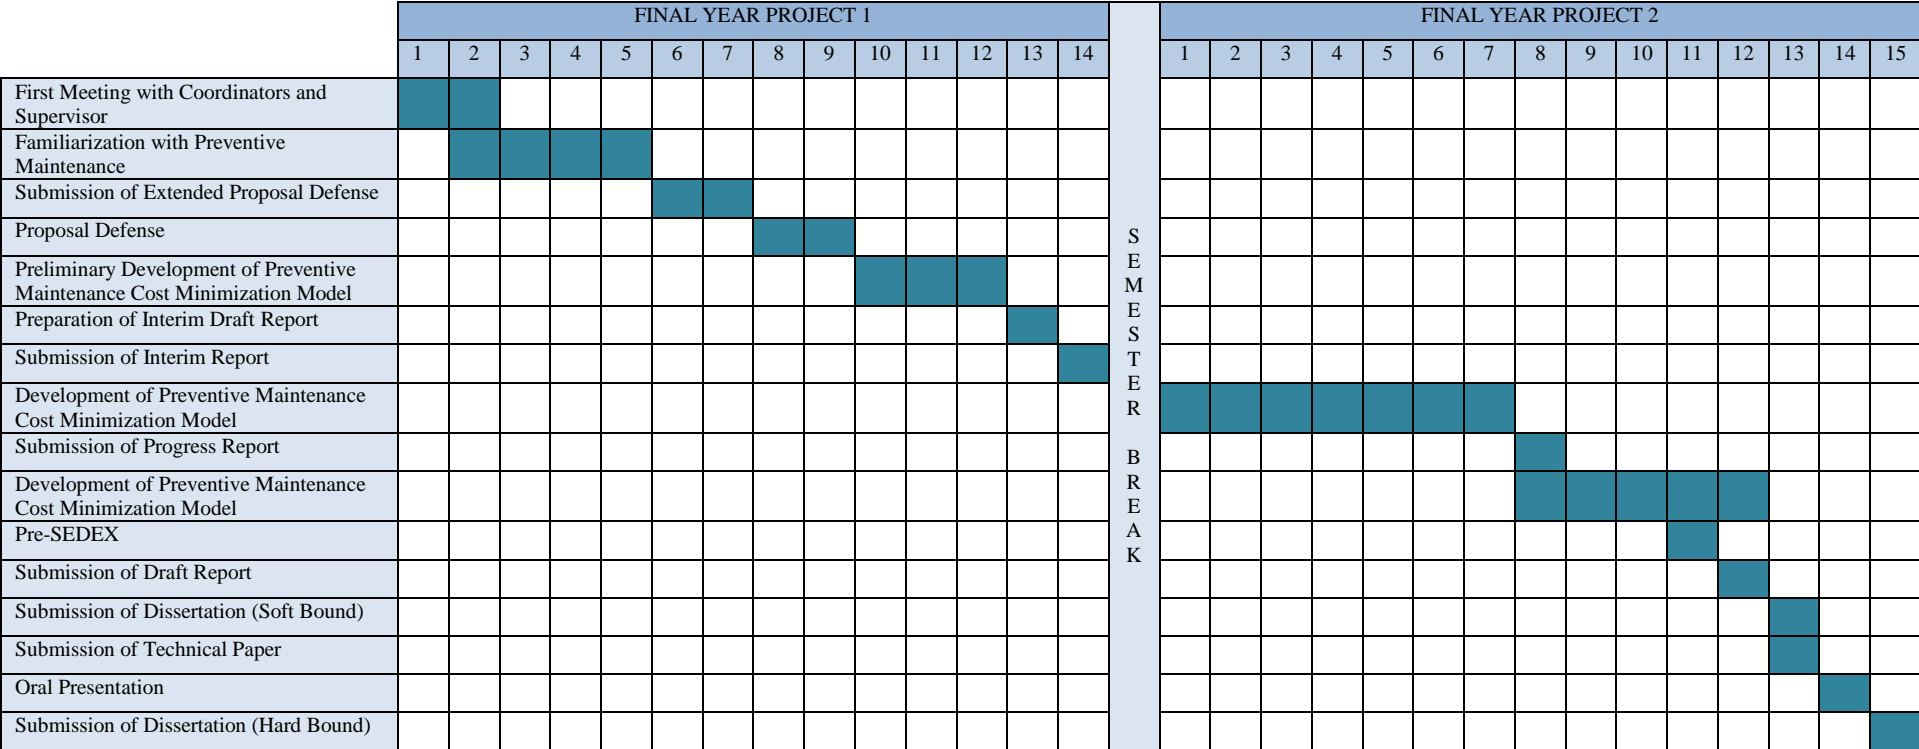 FINAL YEAR PROJECT 1
FINAL YEAR PROJECT 2
1 2 3 4 5 6 7 8 9 10 11 12 13 14
1 2 3 4 5 6 7 8 9 10 11 12 13 14 15
First Meeting with Coordinators and
Supervisor
Familiarization with Preventive
Maintenance
Submission of Extended Proposal Defense
Proposal Defense
Preliminary Development of Preventive
Maintenance Cost Minimization Model
Preparation of Interim Draft Report
Submission of Interim Report
Development of Preventive Maintenance
Cost Minimization Model
Submission of Progress Report
Development of Preventive Maintenance
Cost Minimization Model
Pre-SEDEX
Submission of Draft Report
Submission of Dissertation (Soft Bound)
Submission of Technical Paper
Oral Presentation
Submission of Dissertation (Hard Bound)
S
E
M
E
S
T
E
R
B
R
E
A
K